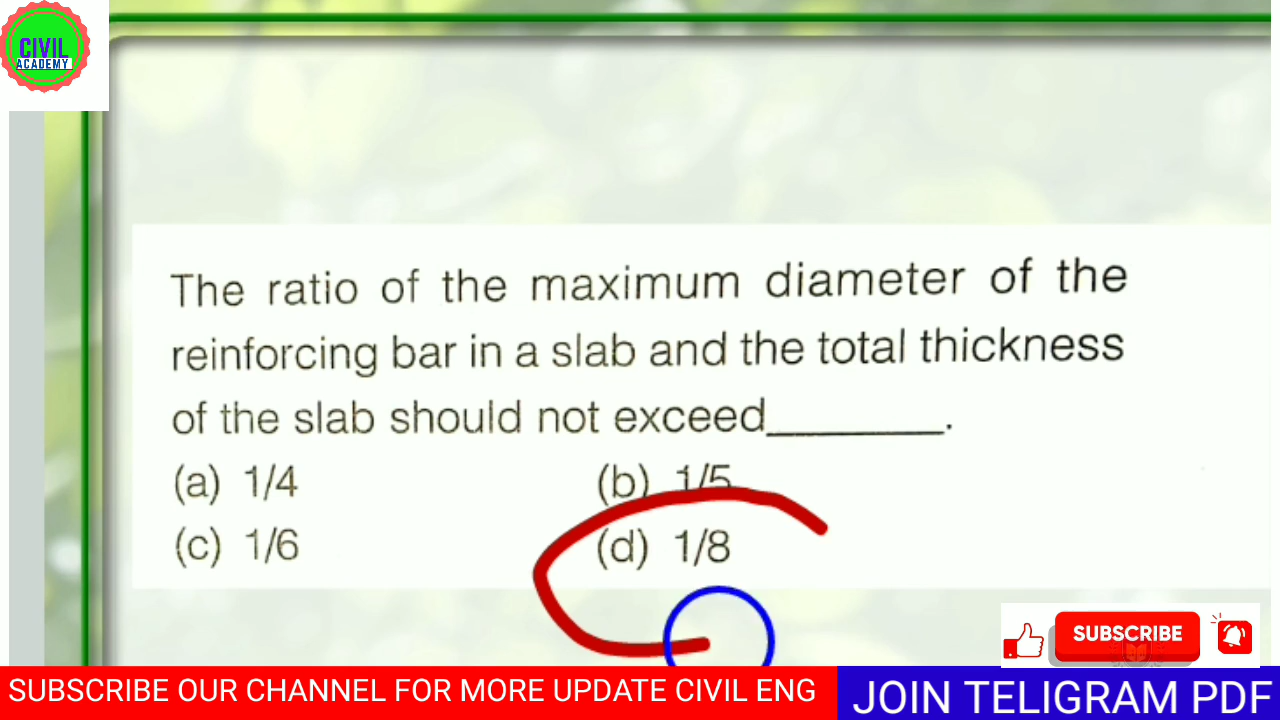 CIVIL
ACADEMY
The ratio of the maximum diameter of the
reinforcing bar in a slab and the total thickness
of the slab should not exceed________.
(a) 1/4 (b) 1/5
(c) 1/6 (d) 1/8
SUBSCRIBE
SUBSCRIBE OUR CHANNEL FOR MORE UPDATE CIVIL ENG
JOIN TELIGRAM PDF